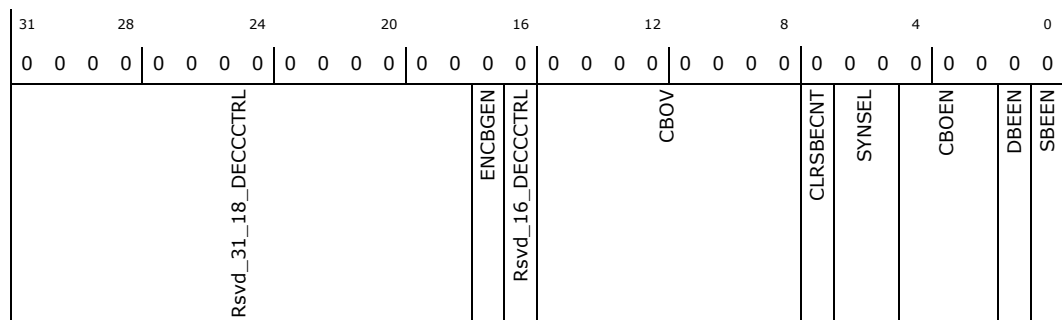 31 28 24 20 16 12 8 4 0
0 0 0 0 0 0 0 0 0 0 0 0 0 0 0 0 0 0 0 0 0 0 0 0 0 0 0 0 0 0 0 0
Rsvd_31_18_DECCCTRL
ENCBGEN
Rsvd_16_DECCCTRL
CBOV
CLRSBECNT
SYNSEL
CBOEN
DBEEN
SBEEN